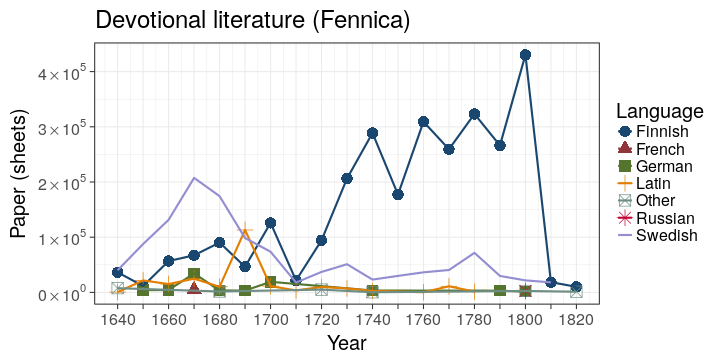 Devotional literature (Fennica)
Paper (sheets)
4 × 10⁵
3 × 10⁵
2 × 10⁵
1 × 10⁵
0 × 10⁰
1640 1660 1680 1700 1720 1740 1760 1780 1800 1820
Year
Language
Finnish
French
German
Latin
Other
Russian
Swedish